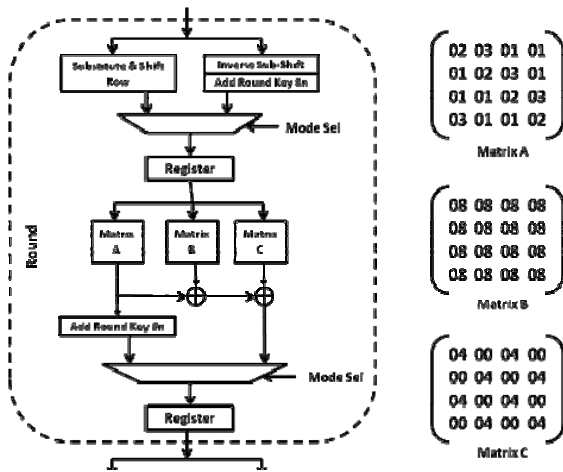 Substitute & Shift
Row
Inverse Sub-Shift
Add Round Key Bn
Mode Sel
Register
Matrix
A
Matrix
B
Matrix
C
Round
Add Round Key Bn
Mode Sel
Register
02 03 01 01
01 02 03 01
01 01 02 03
03 01 01 02
Matrix A
08 08 08 08
08 08 08 08
08 08 08 08
08 08 08 08
Matrix B
04 00 04 00
00 04 00 04
04 00 04 00
00 04 00 04
Matrix C